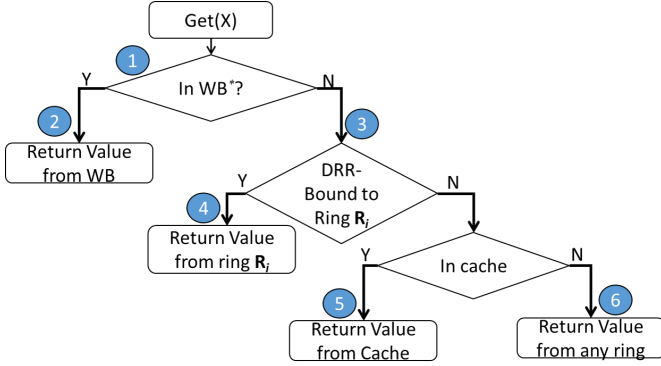 Get(X)
1
Y
In WB*?
N
2
3
Return Value
from WB
DRR-
Bound to
Ring Ri
Y
N
4
Return Value
from ring Ri
Y
In cache
N
5
6
Return Value
from Cache
Return Value
from any ring